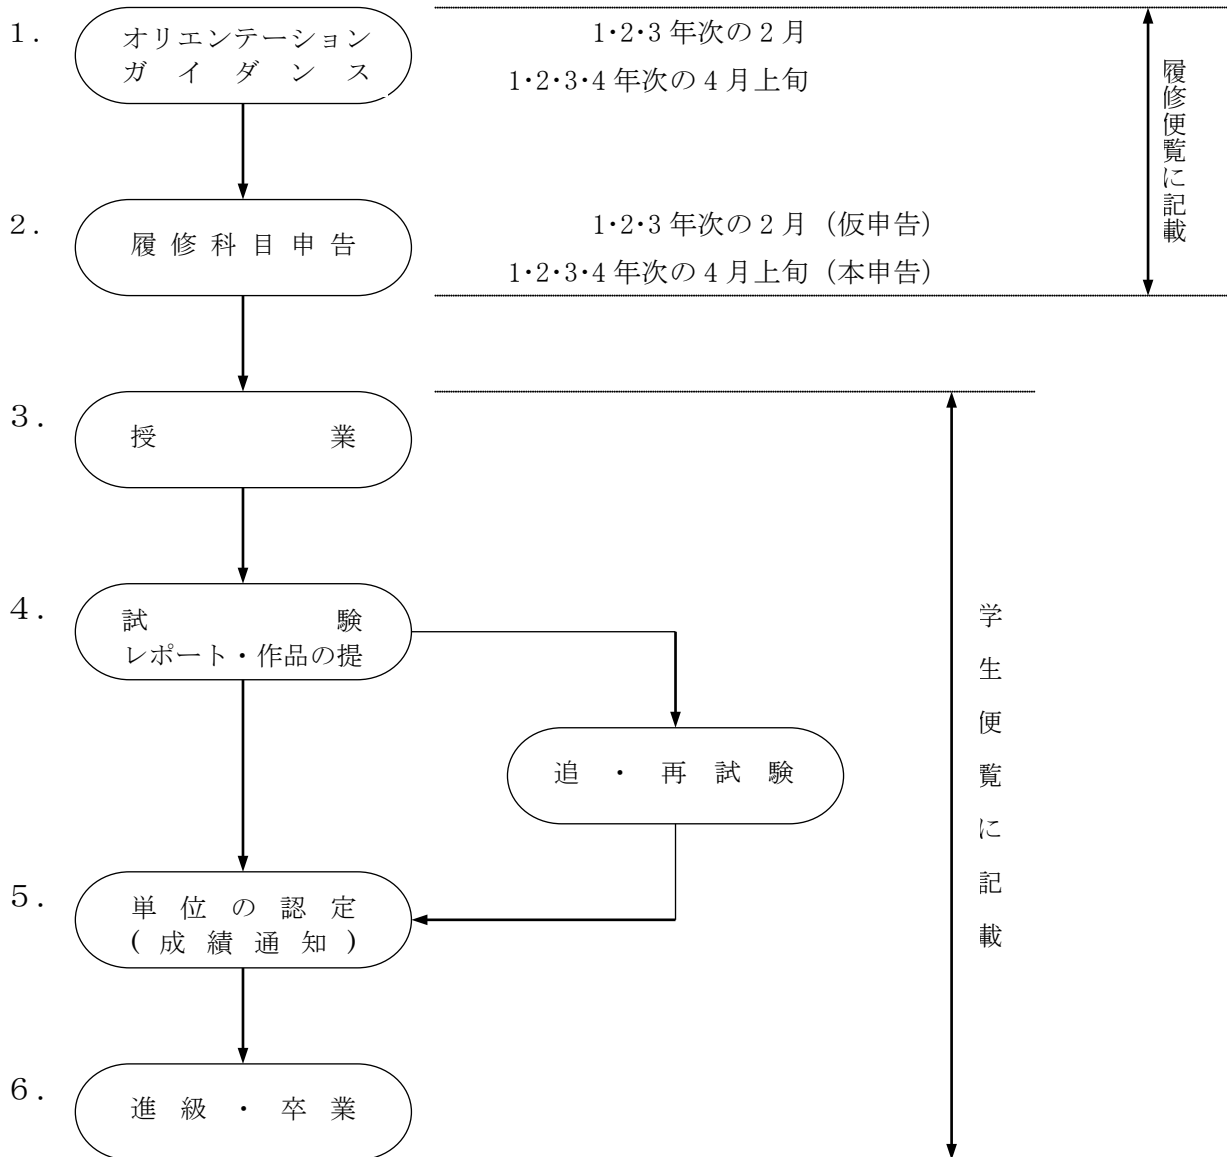 1.
オリエンテーション
ガイダンス
1･2･3 年次の 2 月
1･2･3･4 年次の 4 月上旬
履修便覧に記載
2.
履修科目申告
1･2･3 年次の 2 月（仮申告）
1･2･3･4 年次の 4 月上旬（本申告）
3.
授業
4.
試験
レポート・作品の提
追・再試験
学生便覧に記載
5.
単位の認定
(成績通知)
6.
進級・卒業